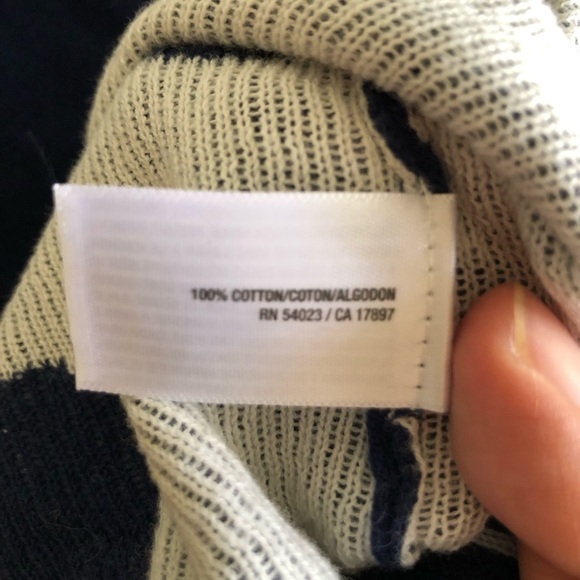 100% COTTON/COTON/ALGODON
RN 54023 / CA 17897